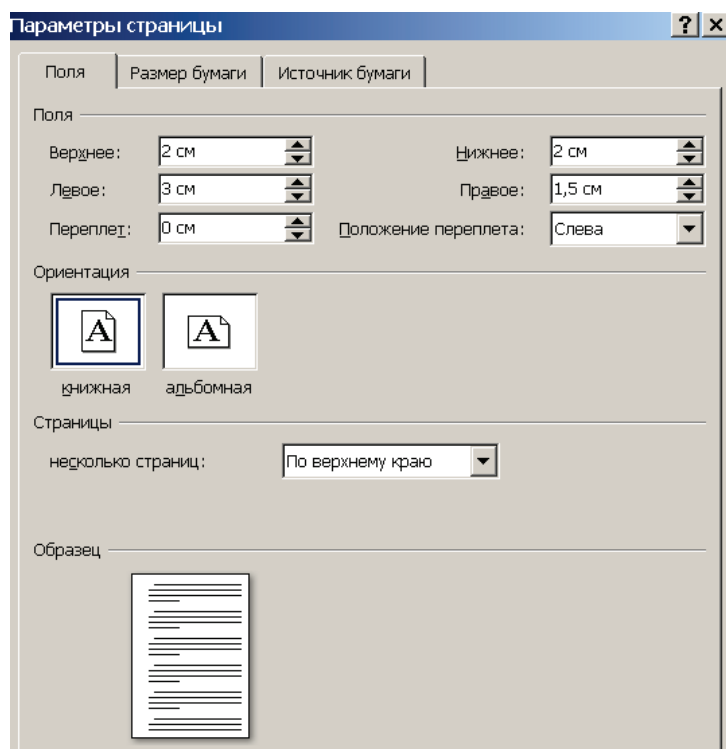 Параметры страницы
Поля Размер бумаги Источник бумаги
Поля
Верхнее: 2 см Нижнее: 2 см
Левое: 3 см Правое: 1,5 см
Переплет: 0 см Положение переплета: Слева
Ориентация
A A
книжная альбомная
Страницы
несколько страниц: По верхнему краю
Образец